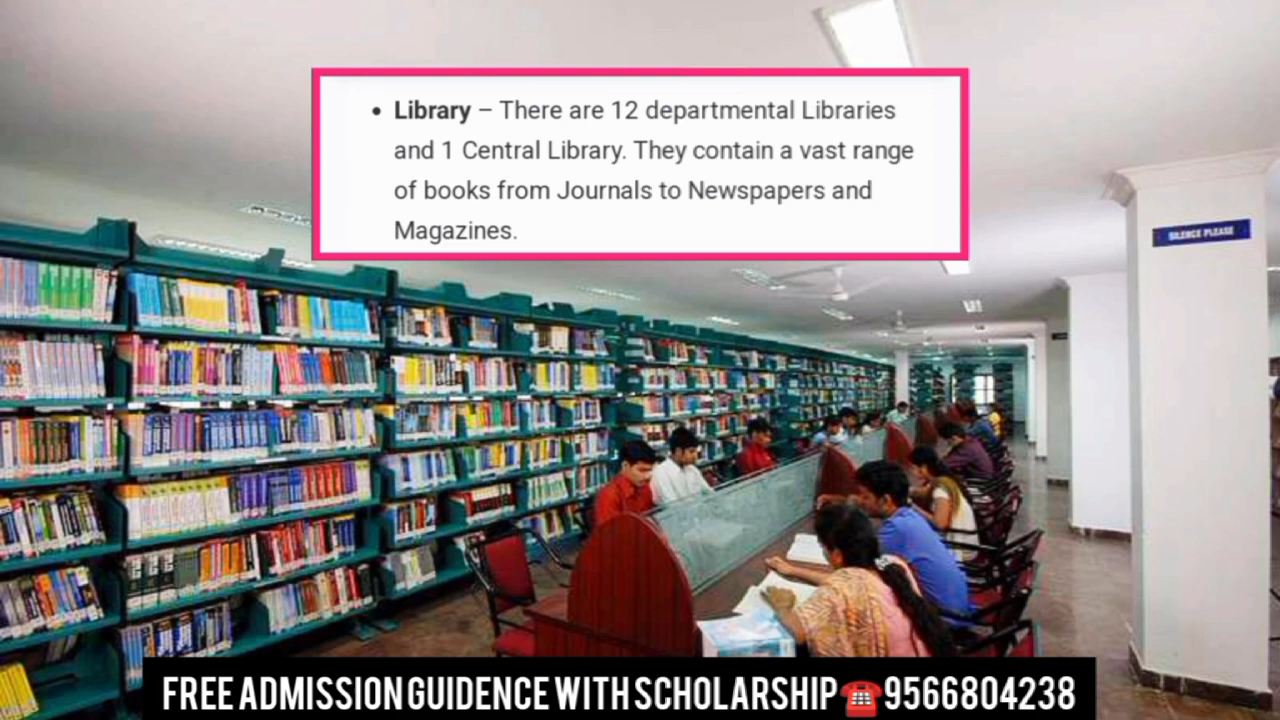 • Library – There are 12 departmental Libraries
and 1 Central Library. They contain a vast range
of books from Journals to Newspapers and
Magazines.
SILENCE PLEASE
FREE ADMISSION GUIDENCE WITH SCHOLARSHIP☎️9566804238